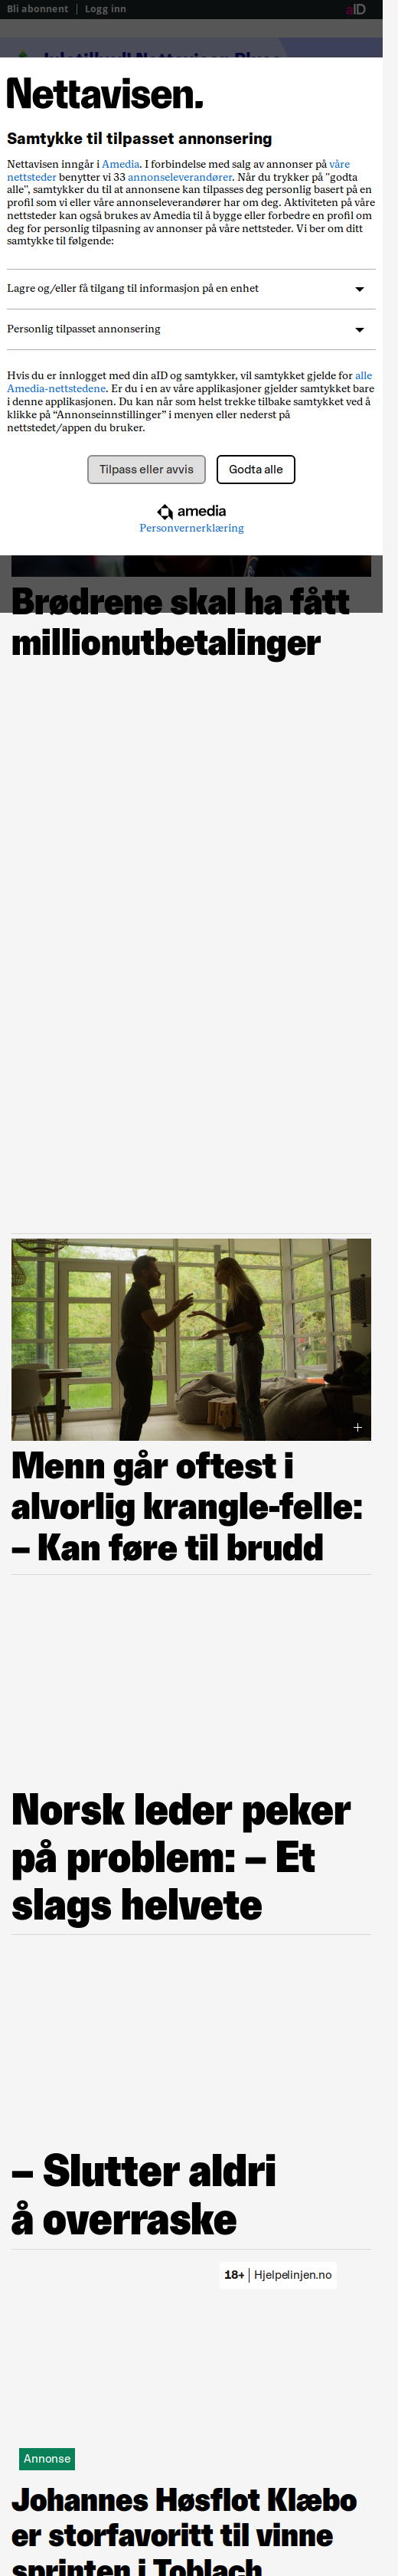 Bli abonnent | Logg inn
aID
Nettavisen.
Samtykke til tilpasset annonsering
Nettavisen inngår i Amedia. I forbindelse med salg av annonser på våre
nettsteder benytter vi 33 annonseleverandører. Når du trykker på "godta
alle", samtykker du til at annonsene kan tilpasses deg personlig basert på en
profil som vi eller våre annonseleverandører har om deg. Aktiviteten på våre
nettsteder kan også brukes av Amedia til å bygge eller forbedre en profil om
deg for personlig tilpasning av annonser på våre nettsteder. Vi ber om ditt
samtykke til følgende:
Lagre og/eller få tilgang til informasjon på en enhet
Personlig tilpasset annonsering
Hvis du er innlogget med din aID og samtykker, vil samtykket gjelde for alle
Amedia-nettstedene. Er du i en av våre applikasjoner gjelder samtykket bare
i denne applikasjonen. Du kan når som helst trekke tilbake samtykket ved å
klikke på “Annonseinnstillinger” i menyen eller nederst på
nettstedet/appen du bruker.
Tilpass eller avvis
Godta alle
amedia
Personvernerklæring
Brødrene skal ha fått
millionutbetalinger
Menn går oftest i
alvorlig krangle-felle:
– Kan føre til brudd
Norsk leder peker
på problem: – Et
slags helvete
– Slutter aldri
å overraske
18+ | Hjelpelinjen.no
Annonse
Johannes Høsflot Klæbo
er storfavoritt til vinne
sprinten i Toblach